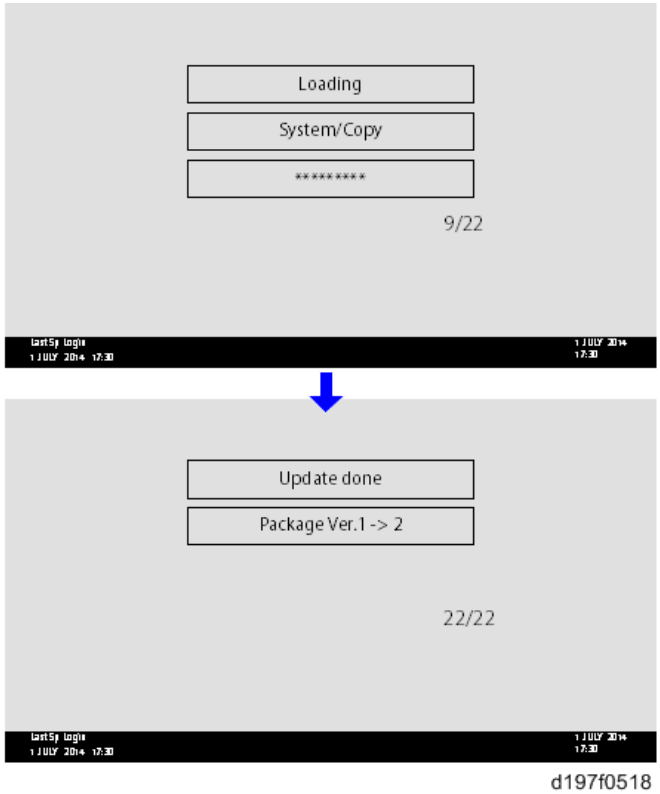 Loading
System/Copy
*********
9/22
Last Sp Login
1 JULY 2014 17:30
1 JULY 2014
17:30
Update done
Package Ver.1 -> 2
22/22
Last Sp Login
1 JULY 2014 17:30
1 JULY 2014
17:30
d197f0518